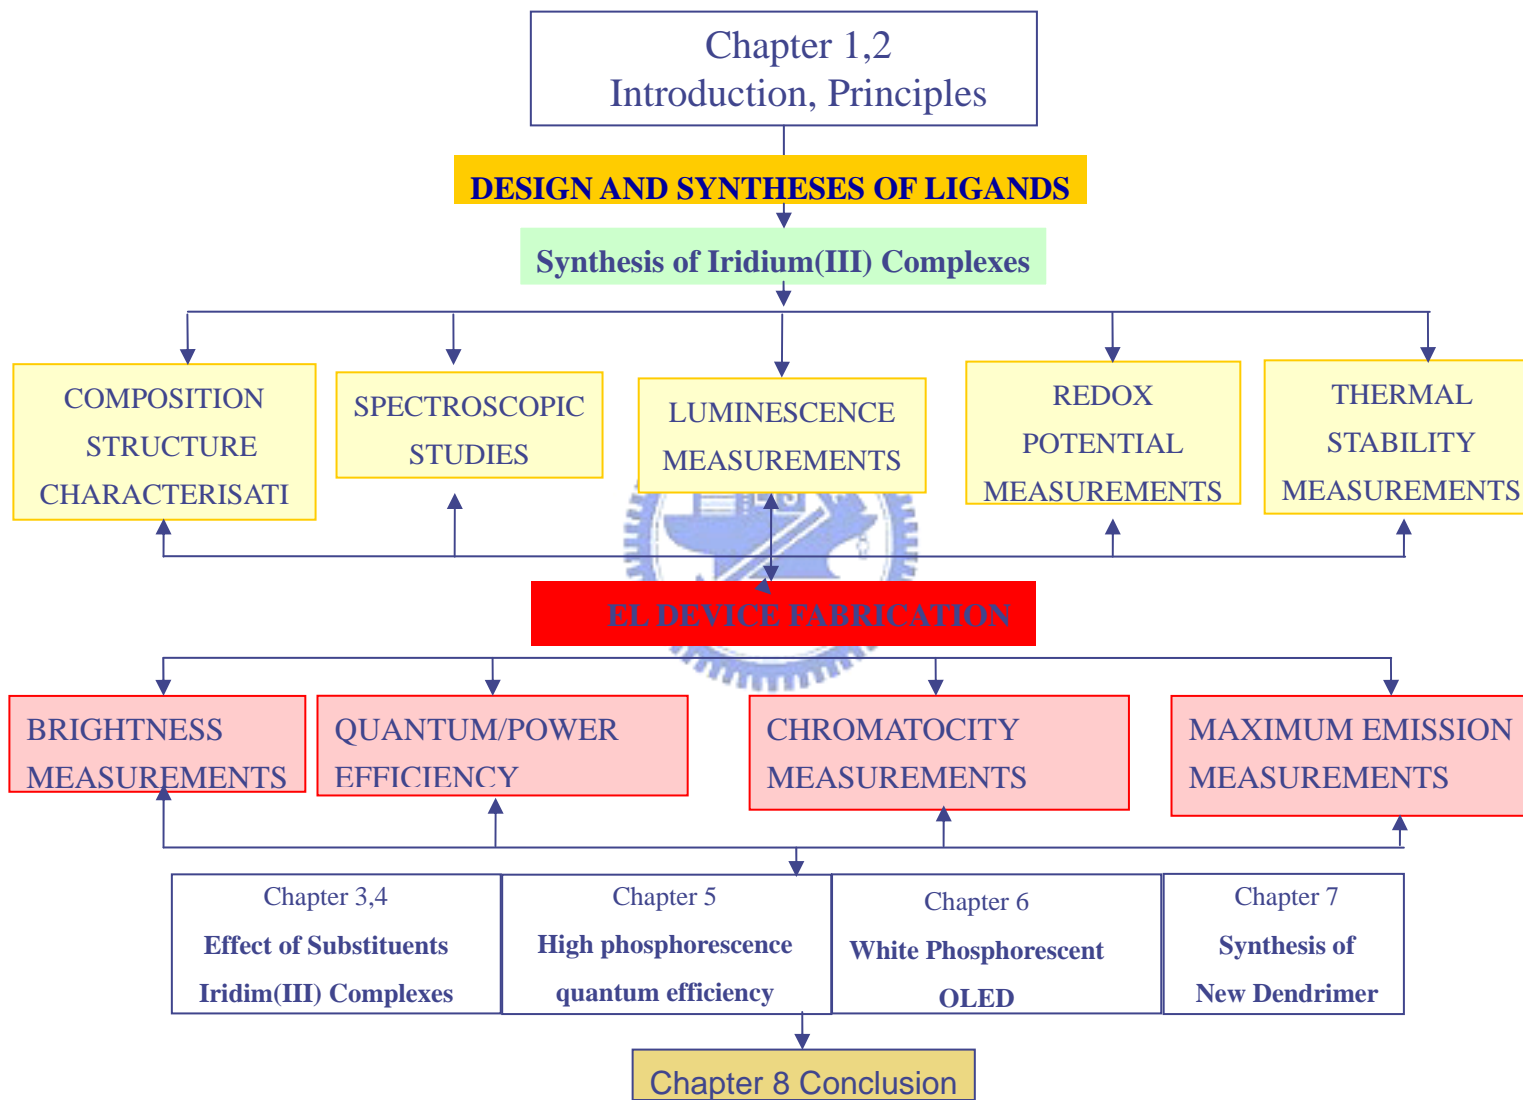 Chapter 1,2
Introduction, Principles
DESIGN AND SYNTHESES OF LIGANDS
Synthesis of Iridium(III) Complexes
COMPOSITION
STRUCTURE
CHARACTERISATI
SPECTROSCOPIC
STUDIES
LUMINESCENCE
MEASUREMENTS
REDOX
POTENTIAL
MEASUREMENTS
THERMAL
STABILITY
MEASUREMENTS
EL DEVICE FABRICATION
BRIGHTNESS
MEASUREMENTS
QUANTUM/POWER
EFFICIENCY
CHROMATOCITY
MEASUREMENTS
MAXIMUM EMISSION
MEASUREMENTS
Chapter 3,4
Effect of Substituents
Iridim(III) Complexes
Chapter 5
High phosphorescence
quantum efficiency
Chapter 6
White Phosphorescent
OLED
Chapter 7
Synthesis of
New Dendrimer
Chapter 8 Conclusion